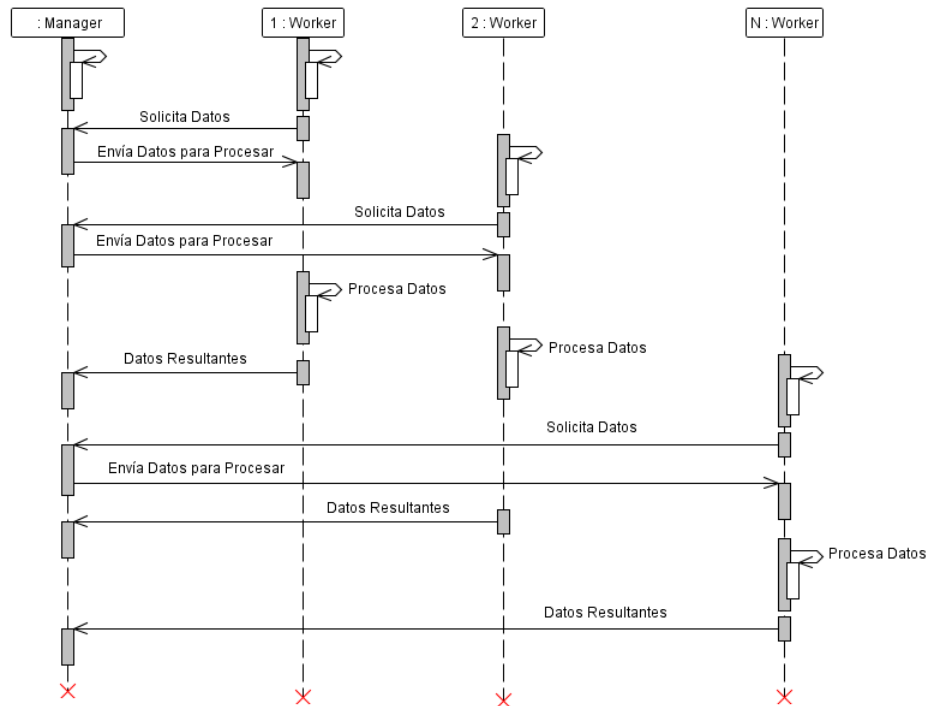 : Manager
1 : Worker
2 : Worker
N : Worker
Solicita Datos
Envía Datos para Procesar
Solicita Datos
Envía Datos para Procesar
Procesa Datos
Procesa Datos
Datos Resultantes
Solicita Datos
Envía Datos para Procesar
Datos Resultantes
Procesa Datos
Datos Resultantes